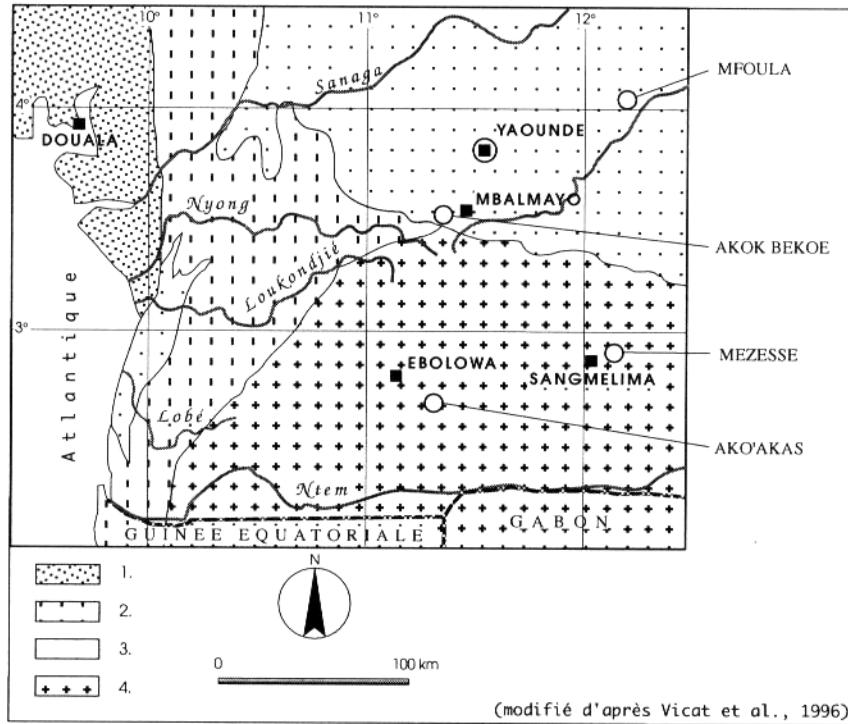 10°
11°
12°
Sanaga
MFOULA
4°
DOUALA
YAOUNDE
MBALMAYO
Nyong
AKOK BEKOE
Loukondjié
3°
Atlantique
MEZESSE
EBOLOWA
SANGMELIMA
Lobé
AKO'AKAS
Ntem
GUINEE EQUATORIALE
GABON
1.
N
2.
3.
0 100 km
4.
(modifié d'après Vicat et al., 1996)